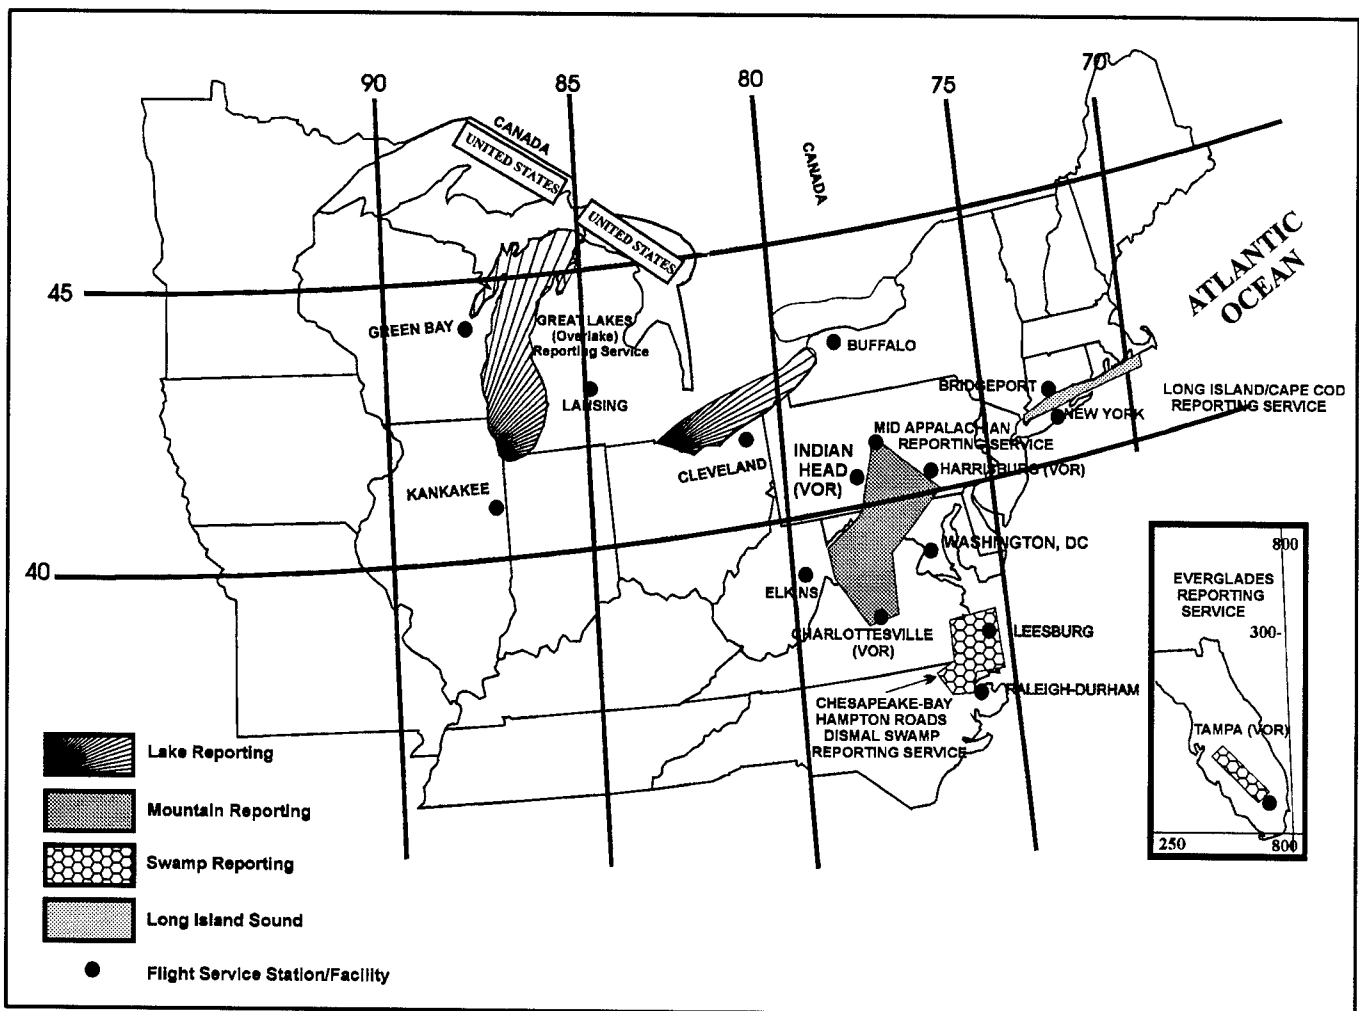 90
85
80
75
70
CANADA
UNITED STATES
CANADA
UNITED STATES
ATLANTIC
OCEAN
45
GREEN BAY
GREAT LAKES
(Overlake)
Reporting Service
BUFFALO
LANSING
BRIDGEPORT
NEW YORK
LONG ISLAND/CAPE COD
REPORTING SERVICE
MID APPALACHIAN
REPORTING SERVICE
INDIAN
HEAD
(VOR)
HARRISBURG (VOR)
CLEVELAND
KANKAKEE
40
WASHINGTON, DC
ELKINS
CHARLOTTESVILLE
(VOR)
LEESBURG
RALEIGH-DURHAM
CHESAPEAKE-BAY
HAMPTON ROADS
DISMAL SWAMP
REPORTING SERVICE
800
EVERGLADES
REPORTING
SERVICE
300-
TAMPA (VOR)
250
800
Lake Reporting
Mountain Reporting
Swamp Reporting
Long Island Sound
Flight Service Station/Facility